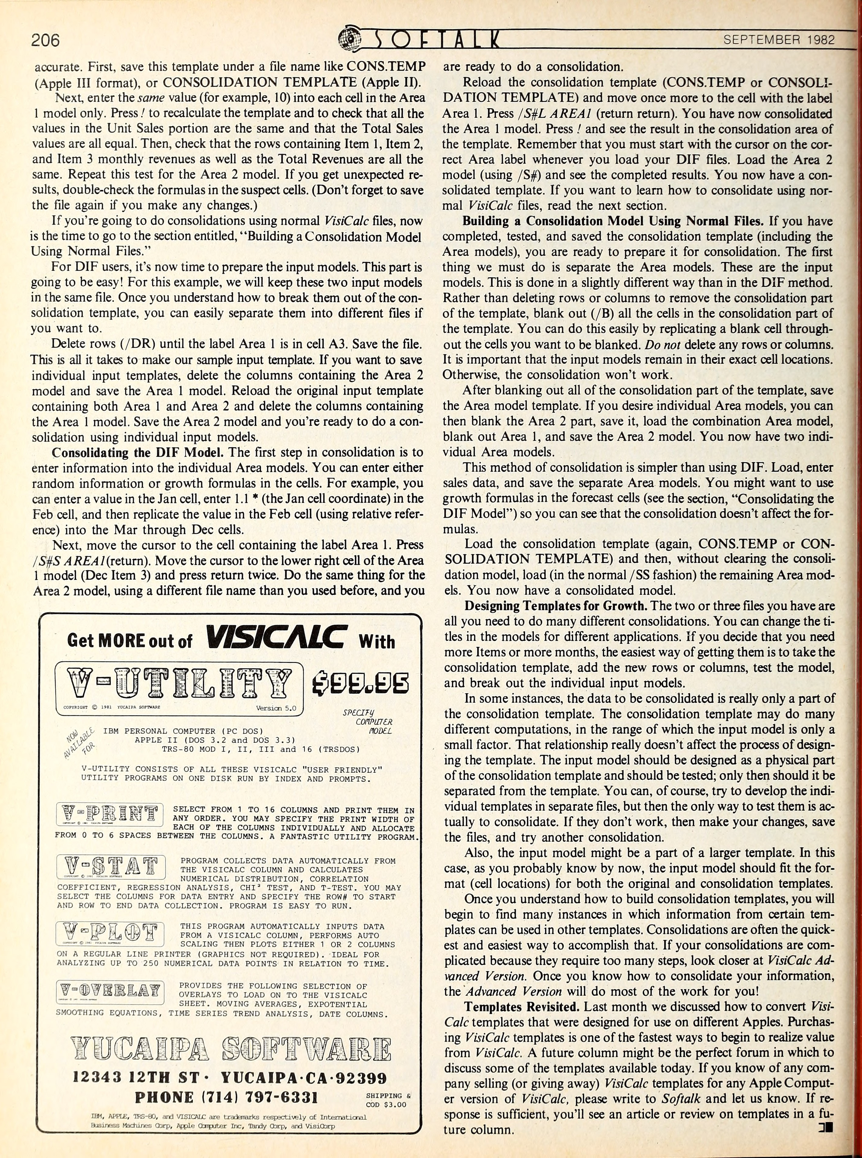 206
SOFTALK
SEPTEMBER 1982
accurate. First, save this template under a file name like CONS.TEMP
(Apple III format), or CONSOLIDATION TEMPLATE (Apple II).
Next, enter the same value (for example, 10) into each cell in the Area
1 model only. Press ! to recalculate the template and to check that all the
values in the Unit Sales portion are the same and that the Total Sales
values are all equal. Then, check that the rows containing Item 1, Item 2,
and Item 3 monthly revenues as well as the Total Revenues are all the
same. Repeat this test for the Area 2 model. If you get unexpected re-
sults, double-check the formulas in the suspect cells. (Don't forget to save
the file again if you make any changes.)
If you're going to do consolidations using normal VisiCalc files, now
is the time to go to the section entitled, "Building a Consolidation Model
Using Normal Files."
For DIF users, it's now time to prepare the input models. This part is
going to be easy! For this example, we will keep these two input models
in the same file. Once you understand how to break them out of the con-
solidation template, you can easily separate them into different files if
you want to.
Delete rows (/DR) until the label Area 1 is in cell A3. Save the file.
This is all it takes to make our sample input template. If you want to save
individual input templates, delete the columns containing the Area 2
model and save the Area 1 model. Reload the original input template
containing both Area 1 and Area 2 and delete the columns containing
the Area 1 model. Save the Area 2 model and you're ready to do a con-
solidation using individual input models.
Consolidating the DIF Model. The first step in consolidation is to
enter information into the individual Area models. You can enter either
random information or growth formulas in the cells. For example, you
can enter a value in the Jan cell, enter 1.1 * (the Jan cell coordinate) in the
Feb cell, and then replicate the value in the Feb cell (using relative refer-
ence) into the Mar through Dec cells.
Next, move the cursor to the cell containing the label Area 1. Press
/S#S AREA1(return). Move the cursor to the lower right cell of the Area
1 model (Dec Item 3) and press return twice. Do the same thing for the
Area 2 model, using a different file name than you used before, and you
Get MORE out of VISICALC With
V-UTILITY $99.95
COPYRIGHT © 1981 YUCAIPA SOFTWARE Version 5.0
SPECIFY
COMPUTER
MODEL
NOW
AVAILABLE
FOR
IBM PERSONAL COMPUTER (PC DOS)
APPLE II (DOS 3.2 and DOS 3.3)
TRS-80 MOD I, II, III and 16 (TRSDOS)
V-UTILITY CONSISTS OF ALL THESE VISICALC "USER FRIENDLY"
UTILITY PROGRAMS ON ONE DISK RUN BY INDEX AND PROMPTS.
V-PRINT
SELECT FROM 1 TO 16 COLUMNS AND PRINT THEM IN
ANY ORDER. YOU MAY SPECIFY THE PRINT WIDTH OF
EACH OF THE COLUMNS INDIVIDUALLY AND ALLOCATE
FROM 0 TO 6 SPACES BETWEEN THE COLUMNS. A FANTASTIC UTILITY PROGRAM.
V-STAT
PROGRAM COLLECTS DATA AUTOMATICALLY FROM
THE VISICALC COLUMN AND CALCULATES
NUMERICAL DISTRIBUTION, CORRELATION
COEFFICIENT, REGRESSION ANALYSIS, CHI² TEST, AND T-TEST. YOU MAY
SELECT THE COLUMNS FOR DATA ENTRY AND SPECIFY THE ROW# TO START
AND ROW TO END DATA COLLECTION. PROGRAM IS EASY TO RUN.
V-PLOT
THIS PROGRAM AUTOMATICALLY INPUTS DATA
FROM A VISICALC COLUMN, PERFORMS AUTO
SCALING THEN PLOTS EITHER 1 OR 2 COLUMNS
ON A REGULAR LINE PRINTER (GRAPHICS NOT REQUIRED). IDEAL FOR
ANALYZING UP TO 250 NUMERICAL DATA POINTS IN RELATION TO TIME.
V-OVERLAY
PROVIDES THE FOLLOWING SELECTION OF
OVERLAYS TO LOAD ON TO THE VISICALC
SHEET. MOVING AVERAGES, EXPOTENTIAL
SMOOTHING EQUATIONS, TIME SERIES TREND ANALYSIS, DATE COLUMNS.
YUCAIPA SOFTWARE
12343 12TH ST · YUCAIPA·CA·92399
PHONE (714) 797-6331
SHIPPING &
COD $3.00
IBM, APPLE, TRS-80, and VISICALC are trademarks respectively of International
Business Machines Corp, Apple Computer Inc, Tandy Corp, and VisiCorp
are ready to do a consolidation.
Reload the consolidation template (CONS.TEMP or CONSOLI-
DATION TEMPLATE) and move once more to the cell with the label
Area 1. Press /S#L AREA1 (return return). You have now consolidated
the Area 1 model. Press ! and see the result in the consolidation area of
the template. Remember that you must start with the cursor on the cor-
rect Area label whenever you load your DIF files. Load the Area 2
model (using /S#) and see the completed results. You now have a con-
solidated template. If you want to learn how to consolidate using nor-
mal VisiCalc files, read the next section.
Building a Consolidation Model Using Normal Files. If you have
completed, tested, and saved the consolidation template (including the
Area models), you are ready to prepare it for consolidation. The first
thing we must do is separate the Area models. These are the input
models. This is done in a slightly different way than in the DIF method.
Rather than deleting rows or columns to remove the consolidation part
of the template, blank out (/B) all the cells in the consolidation part of
the template. You can do this easily by replicating a blank cell through-
out the cells you want to be blanked. Do not delete any rows or columns.
It is important that the input models remain in their exact cell locations.
Otherwise, the consolidation won't work.
After blanking out all of the consolidation part of the template, save
the Area model template. If you desire individual Area models, you can
then blank the Area 2 part, save it, load the combination Area model,
blank out Area 1, and save the Area 2 model. You now have two indi-
vidual Area models.
This method of consolidation is simpler than using DIF. Load, enter
sales data, and save the separate Area models. You might want to use
growth formulas in the forecast cells (see the section, "Consolidating the
DIF Model") so you can see that the consolidation doesn't affect the for-
mulas.
Load the consolidation template (again, CONS.TEMP or CON-
SOLIDATION TEMPLATE) and then, without clearing the consoli-
dation model, load (in the normal /SS fashion) the remaining Area mod-
els. You now have a consolidated model.
Designing Templates for Growth. The two or three files you have are
all you need to do many different consolidations. You can change the ti-
tles in the models for different applications. If you decide that you need
more Items or more months, the easiest way of getting them is to take the
consolidation template, add the new rows or columns, test the model,
and break out the individual input models.
In some instances, the data to be consolidated is really only a part of
the consolidation template. The consolidation template may do many
different computations, in the range of which the input model is only a
small factor. That relationship really doesn't affect the process of design-
ing the template. The input model should be designed as a physical part
of the consolidation template and should be tested; only then should it be
separated from the template. You can, of course, try to develop the indi-
vidual templates in separate files, but then the only way to test them is ac-
tually to consolidate. If they don't work, then make your changes, save
the files, and try another consolidation.
Also, the input model might be a part of a larger template. In this
case, as you probably know by now, the input model should fit the for-
mat (cell locations) for both the original and consolidation templates.
Once you understand how to build consolidation templates, you will
begin to find many instances in which information from certain tem-
plates can be used in other templates. Consolidations are often the quick-
est and easiest way to accomplish that. If your consolidations are com-
plicated because they require too many steps, look closer at VisiCalc Ad-
vanced Version. Once you know how to consolidate your information,
the Advanced Version will do most of the work for you!
Templates Revisited. Last month we discussed how to convert Visi-
Calc templates that were designed for use on different Apples. Purchas-
ing VisiCalc templates is one of the fastest ways to begin to realize value
from VisiCalc. A future column might be the perfect forum in which to
discuss some of the templates available today. If you know of any com-
pany selling (or giving away) VisiCalc templates for any Apple Comput-
er version of VisiCalc, please write to Softalk and let us know. If re-
sponse is sufficient, you'll see an article or review on templates in a fu-
ture column.